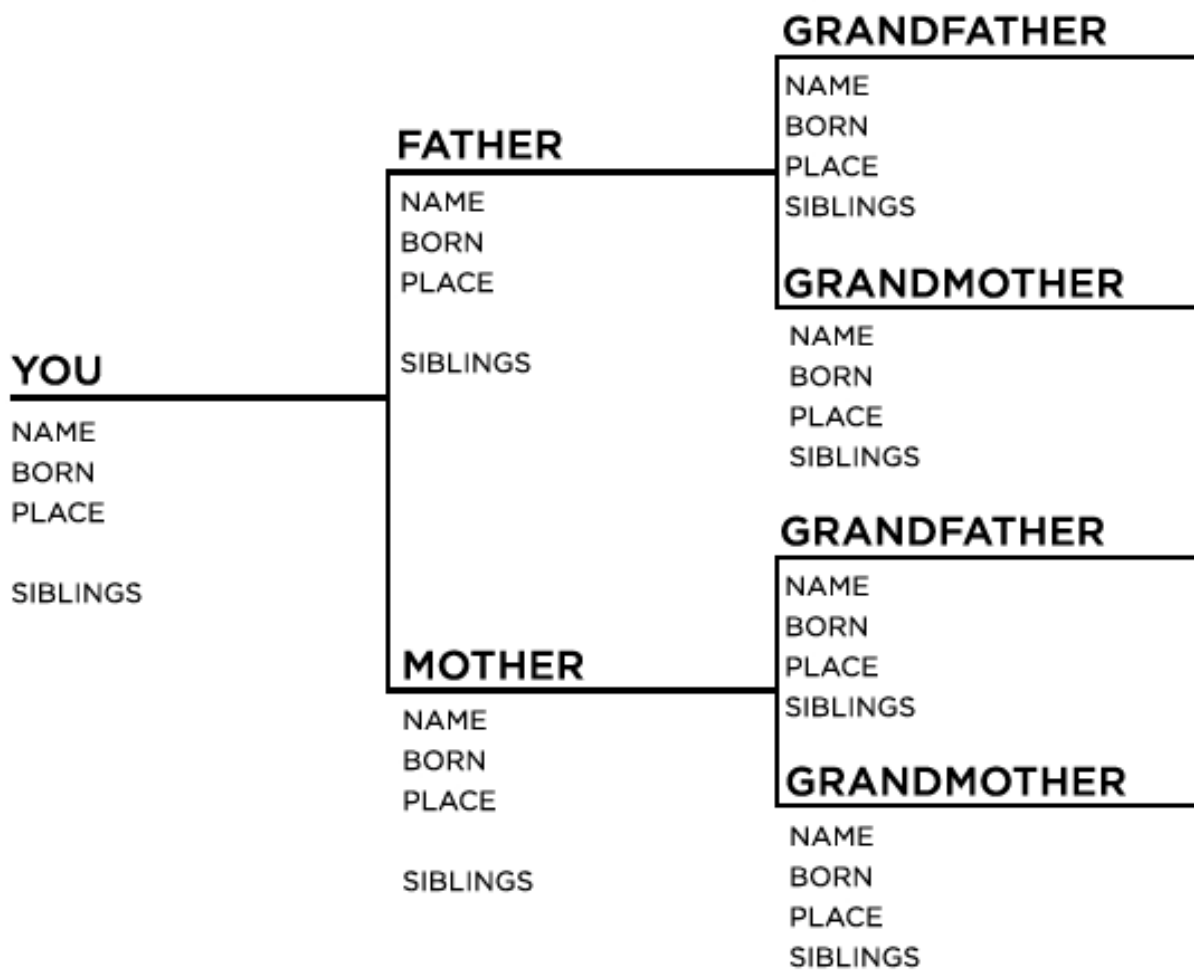 YOU
NAME
BORN
PLACE
SIBLINGS
FATHER
NAME
BORN
PLACE
SIBLINGS
MOTHER
NAME
BORN
PLACE
SIBLINGS
GRANDFATHER
NAME
BORN
PLACE
SIBLINGS
GRANDMOTHER
NAME
BORN
PLACE
SIBLINGS
GRANDFATHER
NAME
BORN
PLACE
SIBLINGS
GRANDMOTHER
NAME
BORN
PLACE
SIBLINGS